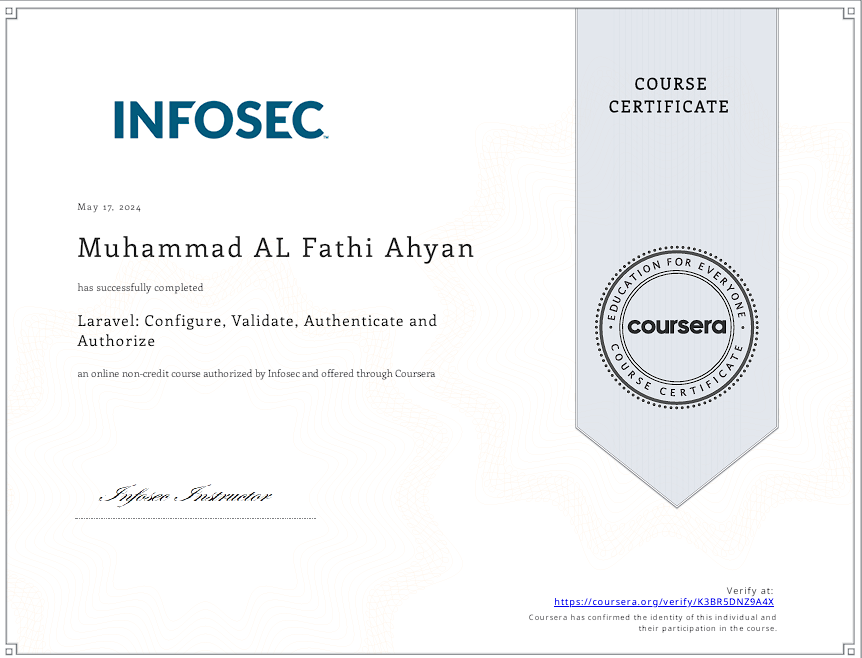 COURSE
CERTIFICATE
INFOSEC™
May 17, 2024
Muhammad AL Fathi Ahyan
has successfully completed
Laravel: Configure, Validate, Authenticate and
Authorize
an online non-credit course authorized by Infosec and offered through Coursera
EDUCATION FOR EVERYONE
coursera
COURSE CERTIFICATE
Infosec Instructor
Verify at:
https://coursera.org/verify/K3BR5DNZ9A4X
Coursera has confirmed the identity of this individual and
their participation in the course.